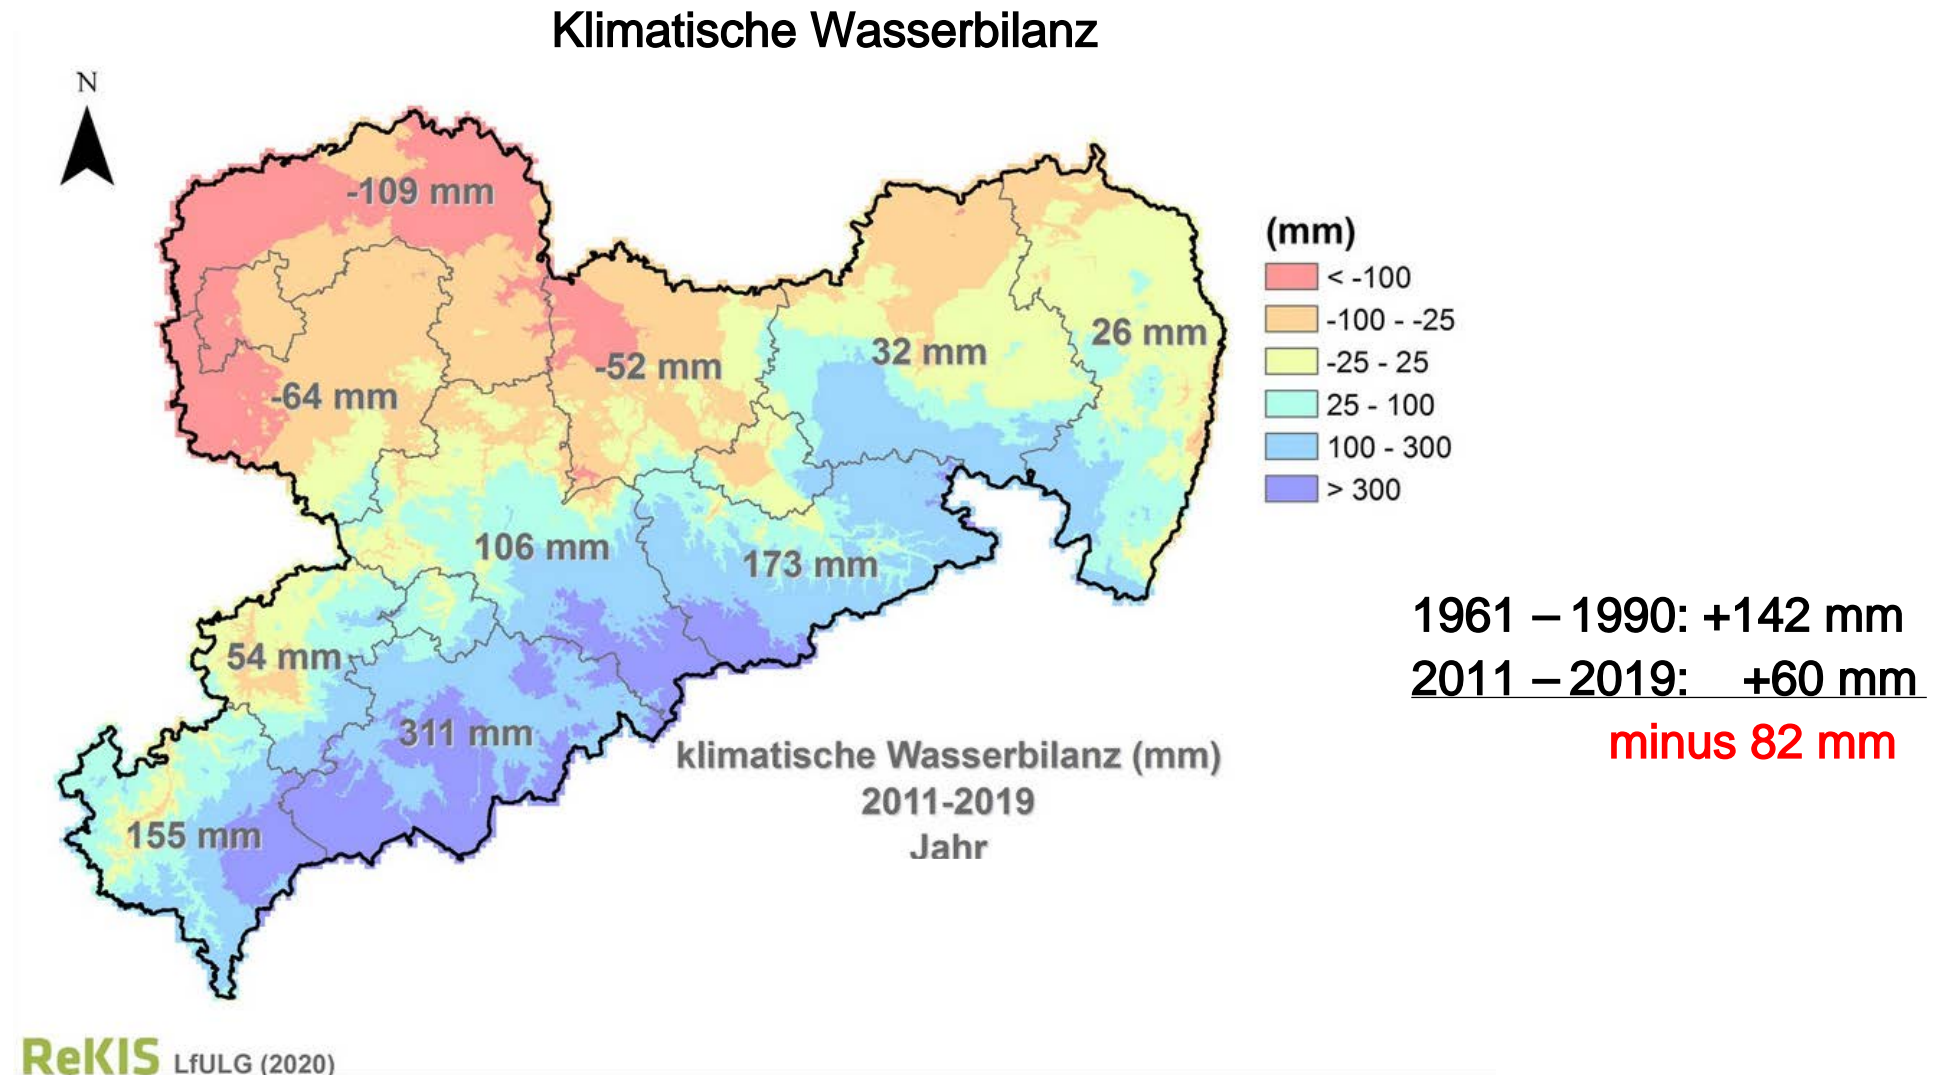 Klimatische Wasserbilanz
N
-109 mm
-64 mm
-52 mm
32 mm
26 mm
106 mm
173 mm
54 mm
311 mm
155 mm
klimatische Wasserbilanz (mm)
2011-2019
Jahr
(mm)
< -100
-100 - -25
-25 - 25
25 - 100
100 - 300
> 300
1961 – 1990: +142 mm
2011 – 2019: +60 mm
minus 82 mm
ReKIS LfULG (2020)